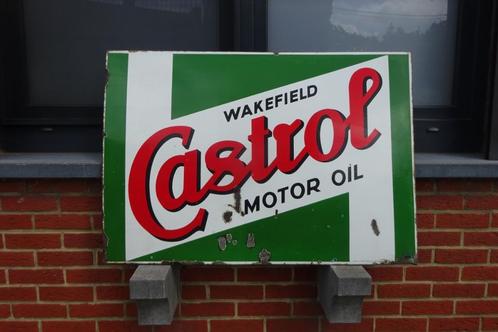 WAKEFIELD
Castrol
MOTOR OIL